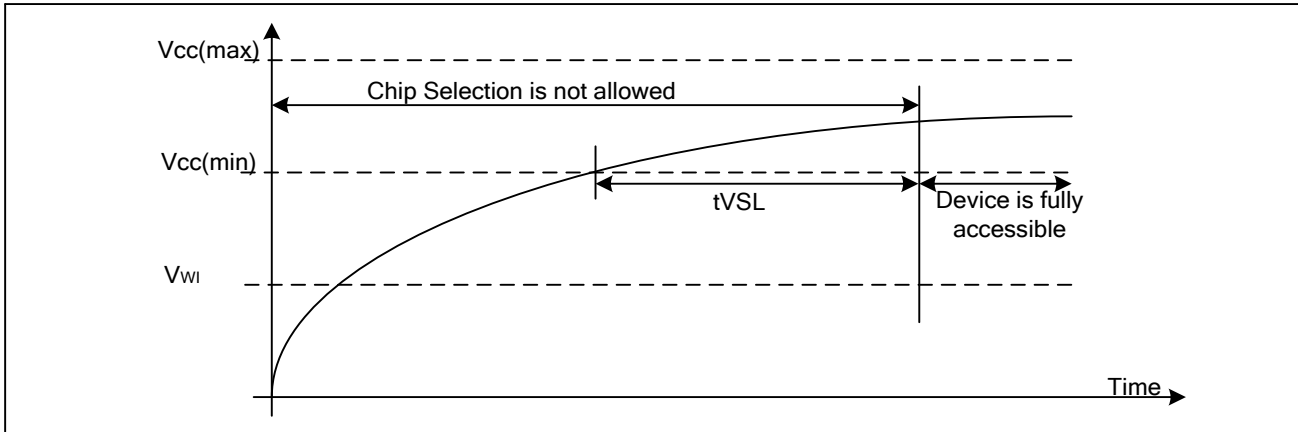 Vcc(max)
Chip Selection is not allowed
Vcc(min)
tVSL
Device is fully
accessible
VWI
Time